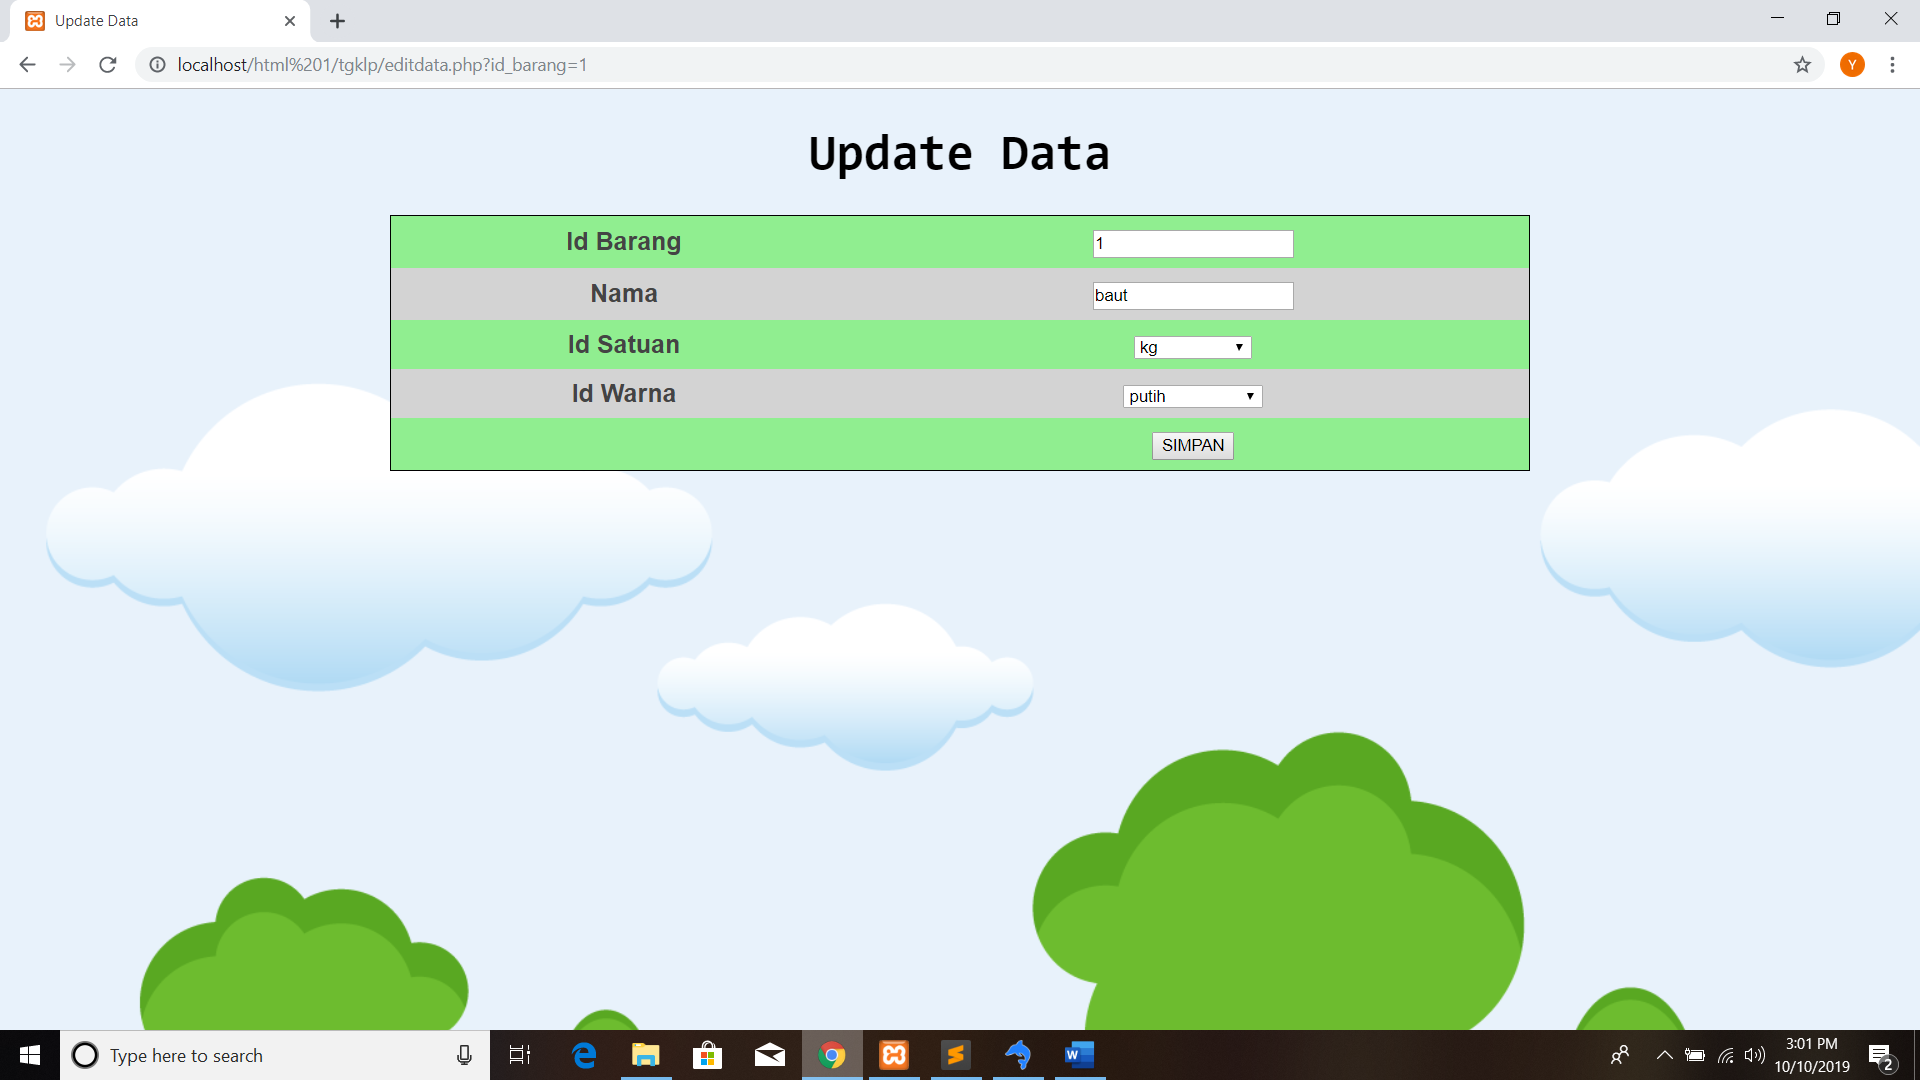 Update Data
localhost/html%201/tgklp/editdata.php?id_barang=1
Y
Update Data
Id Barang 1
Nama baut
Id Satuan kg
Id Warna putih
SIMPAN
Type here to search
3:01 PM
10/10/2019
2